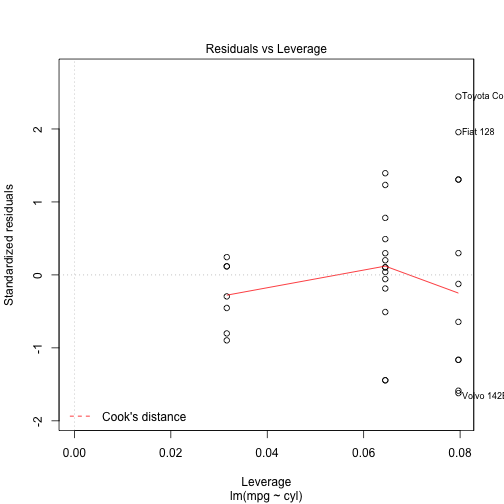 Residuals vs Leverage
Standardized residuals
2
1
0
-1
-2
Toyota Co
Fiat 128
Volvo 142E
Cook's distance
0.00 0.02 0.04 0.06 0.08
Leverage
lm(mpg ~ cyl)